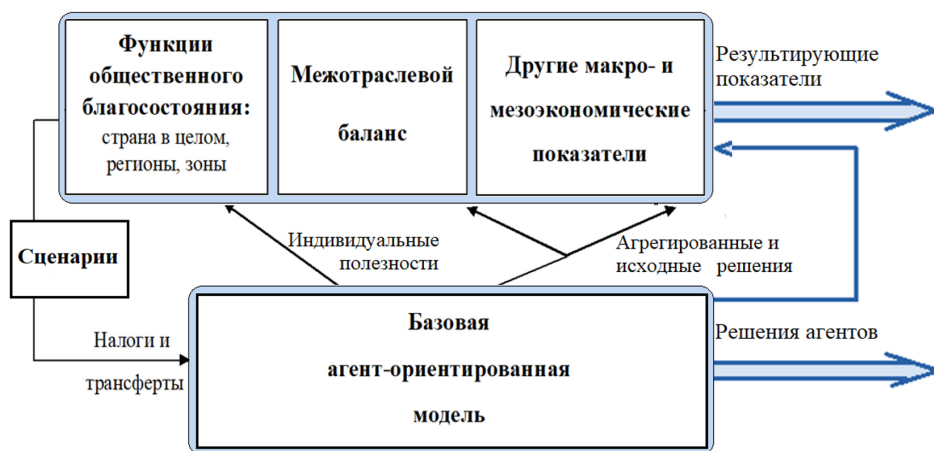 Функции
общественного
благосостояния:
страна в целом,
регионы, зоны
Межотраслевой
баланс
Другие макро- и
мезоэкономические
показатели
Результирующие
показатели
Сценарии
Индивидуальные
полезности
Агрегированные и
исходные решения
Налоги и
трансферты
Базовая
агент-ориентированная
модель
Решения агентов